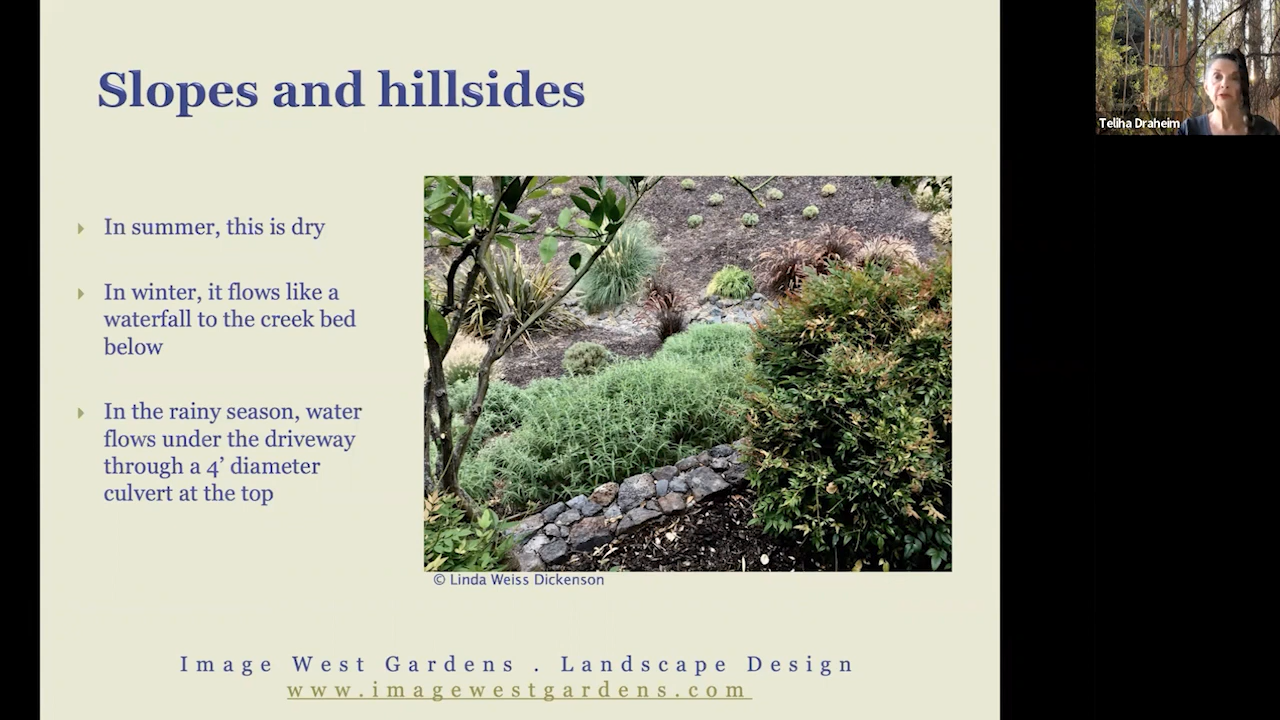 Slopes and hillsides
Teliha Draheim
In summer, this is dry
In winter, it flows like a
waterfall to the creek bed
below
In the rainy season, water
flows under the driveway
through a 4’ diameter
culvert at the top
© Linda Weiss Dickenson
Image West Gardens . Landscape Design
www.imagewestgardens.com